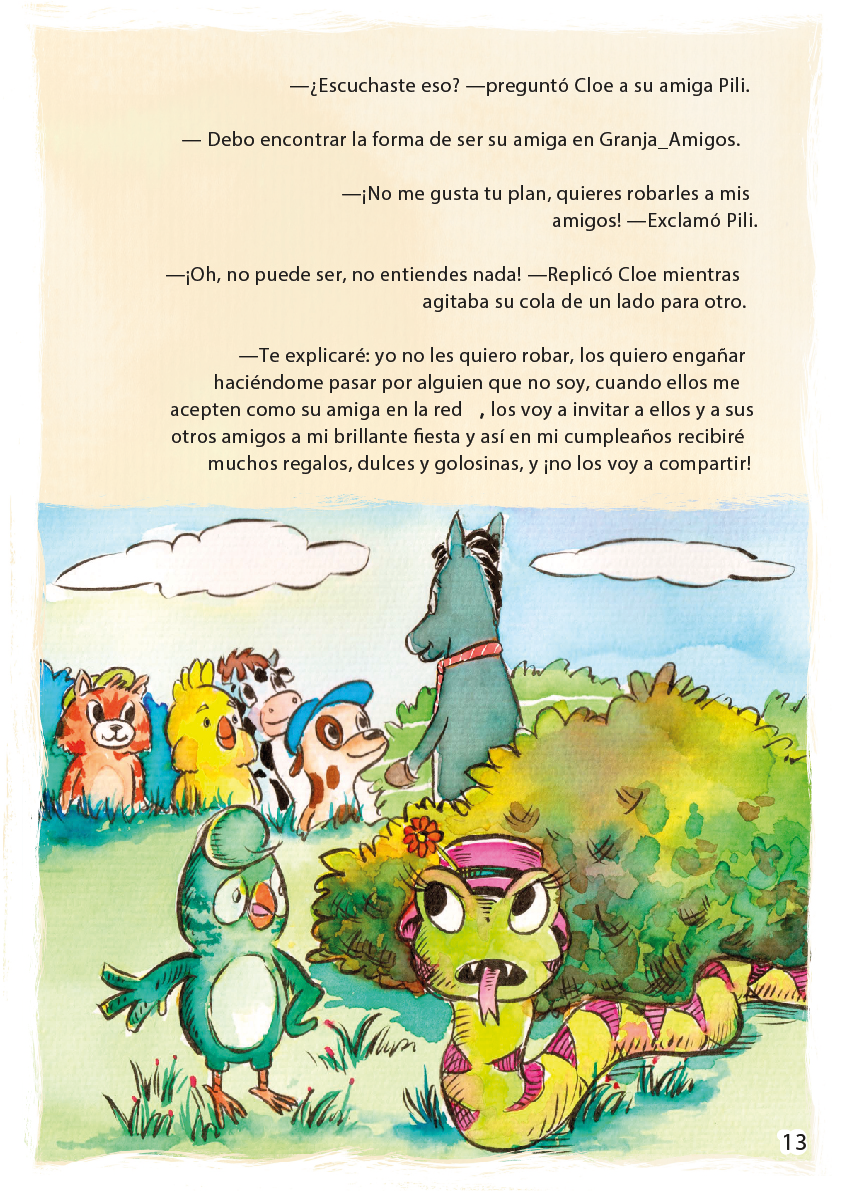 —¿Escuchaste eso? —preguntó Cloe a su amiga Pili.
— Debo encontrar la forma de ser su amiga en Granja_Amigos.
—¡No me gusta tu plan, quieres robarles a mis
amigos! —Exclamó Pili.
—¡Oh, no puede ser, no entiendes nada! —Replicó Cloe mientras
agitaba su cola de un lado para otro.
—Te explicaré: yo no les quiero robar, los quiero engañar
haciéndome pasar por alguien que no soy, cuando ellos me
acepten como su amiga en la red , los voy a invitar a ellos y a sus
otros amigos a mi brillante fiesta y así en mi cumpleaños recibiré
muchos regalos, dulces y golosinas, y ¡no los voy a compartir!
13